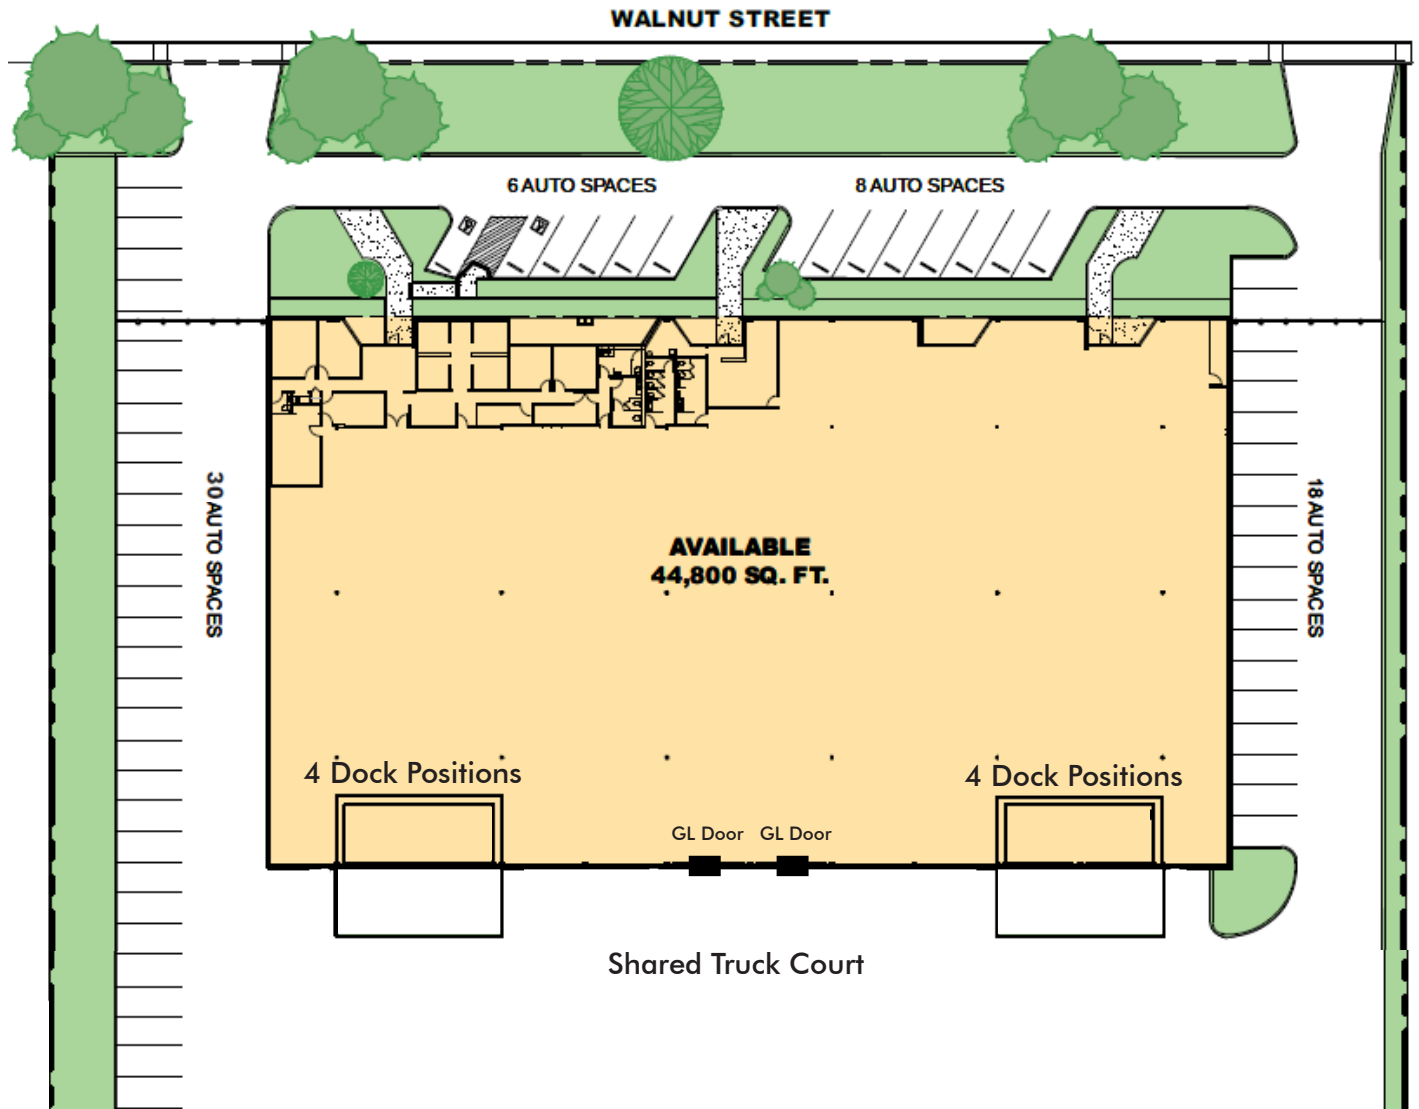 WALNUT STREET
6 AUTO SPACES
8 AUTO SPACES
30 AUTO SPACES
18 AUTO SPACES
AVAILABLE
44,800 SQ. FT.
4 Dock Positions
4 Dock Positions
GL Door
GL Door
Shared Truck Court